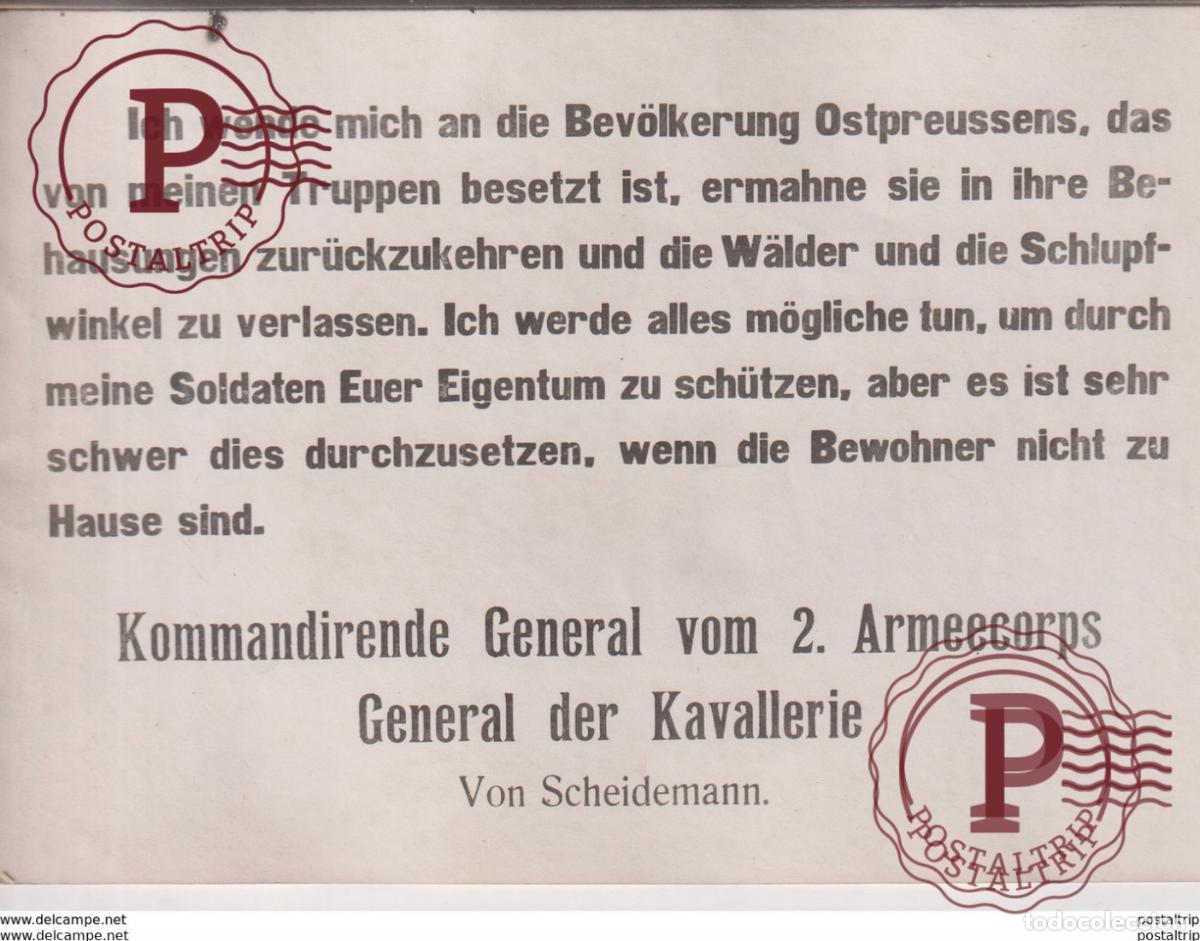 Ich wende mich an die Bevölkerung Ostpreussens, das
von meinen Truppen besetzt ist, ermahne sie in ihre Be-
hausungen zurückzukehren und die Wälder und die Schlupf-
winkel zu verlassen. Ich werde alles mögliche tun, um durch
meine Soldaten Euer Eigentum zu schützen, aber es ist sehr
schwer dies durchzusetzen, wenn die Bewohner nicht zu
Hause sind.
Kommandirende General vom 2. Armeecorps
General der Kavallerie
Von Scheidemann.
P
POSTALTRIP
P
POSTALTRIP
POSTALTRIP
todocoleccion
www.delcampe.net
postaltrip
www.delcampe.net
postaltrip